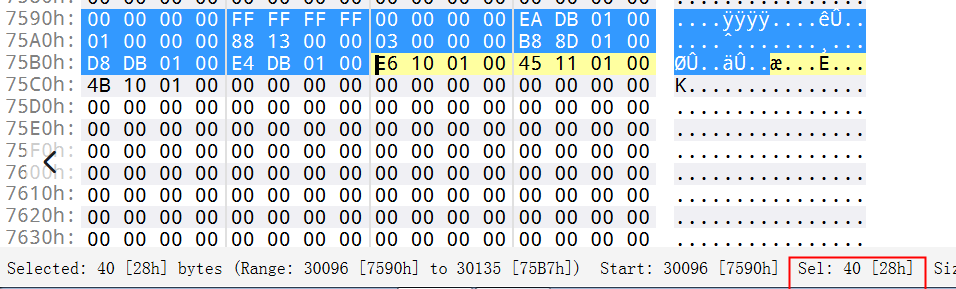 7590h: 00 00 00 00 FF FF FF FF 00 00 00 00 EA DB 01 00 ....ÿÿÿÿ....êÛ..
75A0h: 01 00 00 00 88 13 00 00 03 00 00 00 B8 8D 01 00 ....ˆ.......¸...
75B0h: D8 DB 01 00 E4 DB 01 00 E6 10 01 00 45 11 01 00 ØÛ..äÛ..æ...E...
75C0h: 4B 10 01 00 00 00 00 00 00 00 00 00 00 00 00 00 K...............
75D0h: 00 00 00 00 00 00 00 00 00 00 00 00 00 00 00 00 ................
75E0h: 00 00 00 00 00 00 00 00 00 00 00 00 00 00 00 00 ................
75F0h: 00 00 00 00 00 00 00 00 00 00 00 00 00 00 00 00 ................
7600h: 00 00 00 00 00 00 00 00 00 00 00 00 00 00 00 00 ................
7610h: 00 00 00 00 00 00 00 00 00 00 00 00 00 00 00 00 ................
7620h: 00 00 00 00 00 00 00 00 00 00 00 00 00 00 00 00 ................
7630h: 00 00 00 00 00 00 00 00 00 00 00 00 00 00 00 00 ................
Selected: 40 [28h] bytes (Range: 30096 [7590h] to 30135 [75B7h]) Start: 30096 [7590h] Sel: 40 [28h]